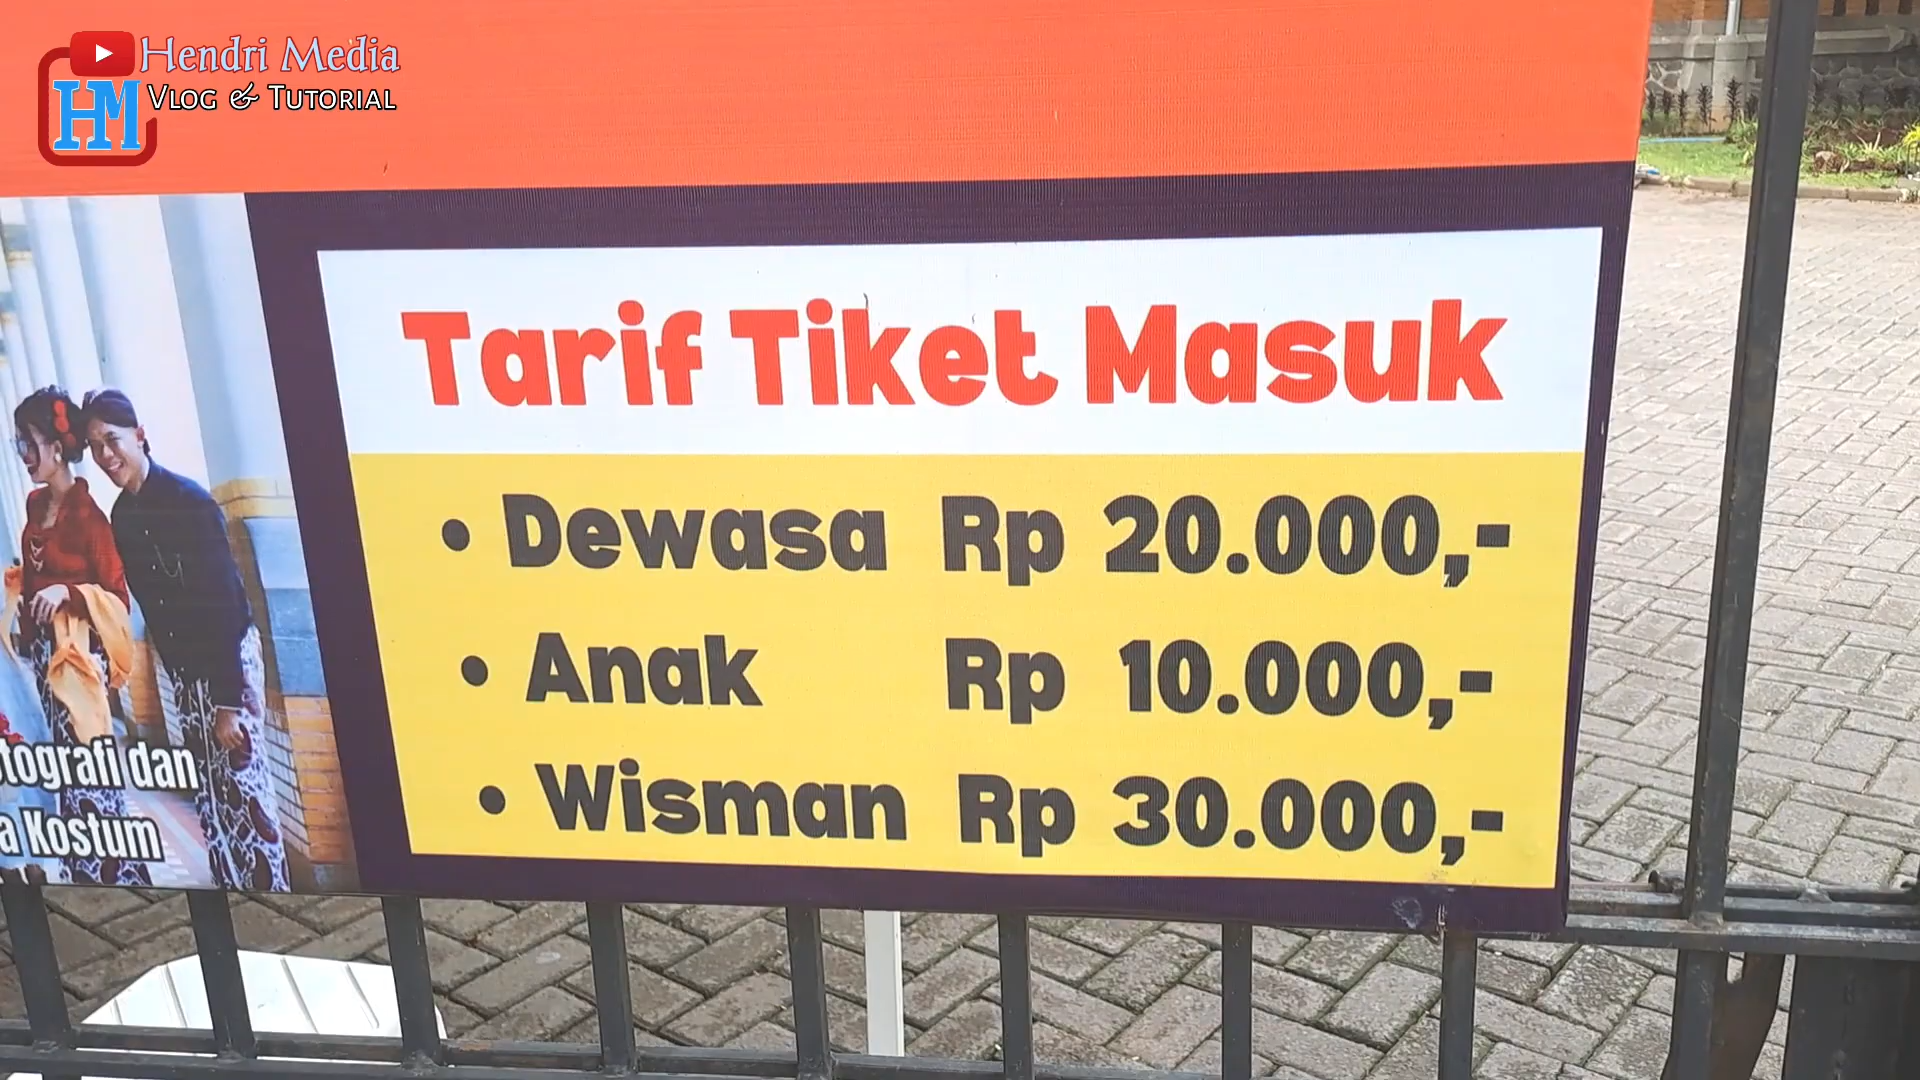 Hendri Media
HM Vlog & Tutorial
Tarif Tiket Masuk
• Dewasa Rp 20.000,-
• Anak Rp 10.000,-
• Wisman Rp 30.000,-
dan
Kostum